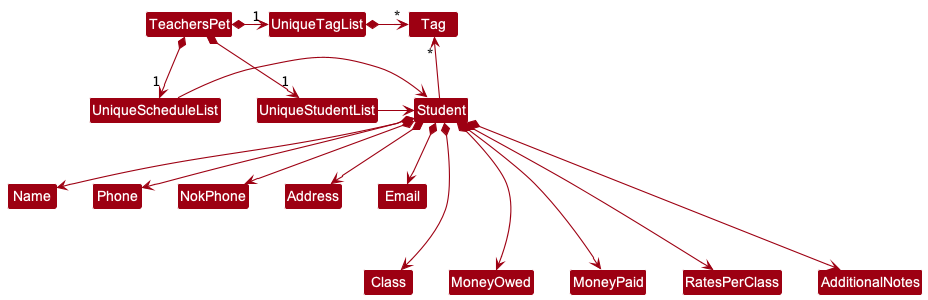 TeachersPet
1
UniqueTagList
*
Tag
*
1
1
UniqueScheduleList
UniqueStudentList
Student
Name
Phone
NokPhone
Address
Email
Class
MoneyOwed
MoneyPaid
RatesPerClass
AdditionalNotes